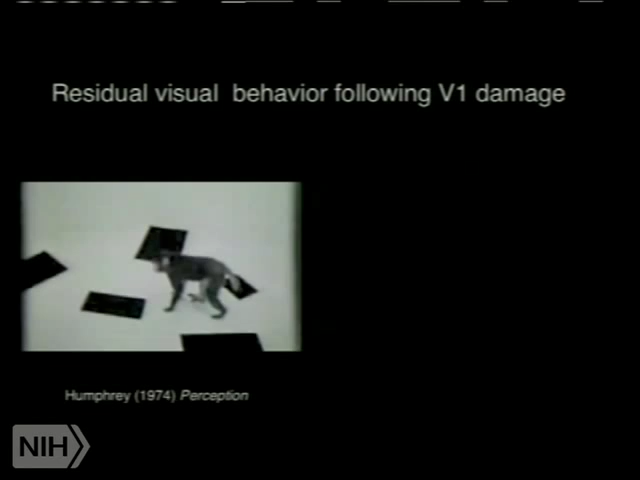 Residual visual behavior following V1 damage
Humphrey (1974) Perception
NIH